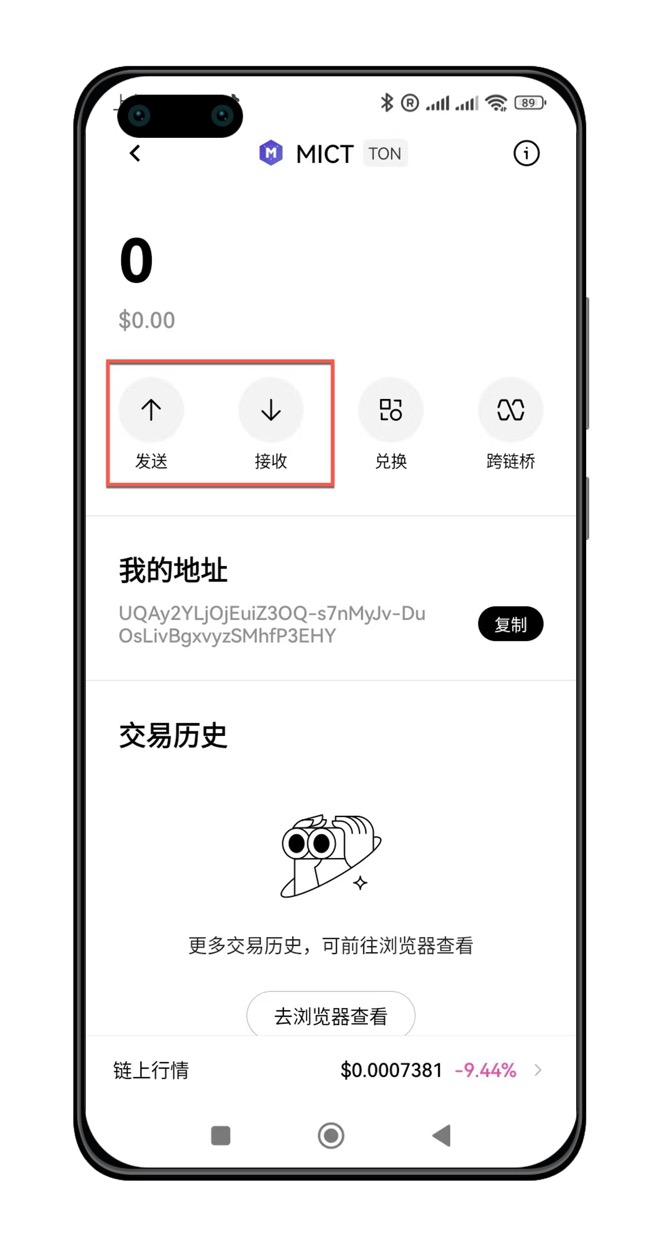 89
MICT TON
0
$0.00
发送 接收 兑换 跨链桥
我的地址
UQAy2YLjOjEuiZ3OQ-s7nMyJv-Du
OsLivBgxvyzSMhfP3EHY
复制
交易历史
更多交易历史，可前往浏览器查看
去浏览器查看
链上行情 $0.0007381 -9.44%